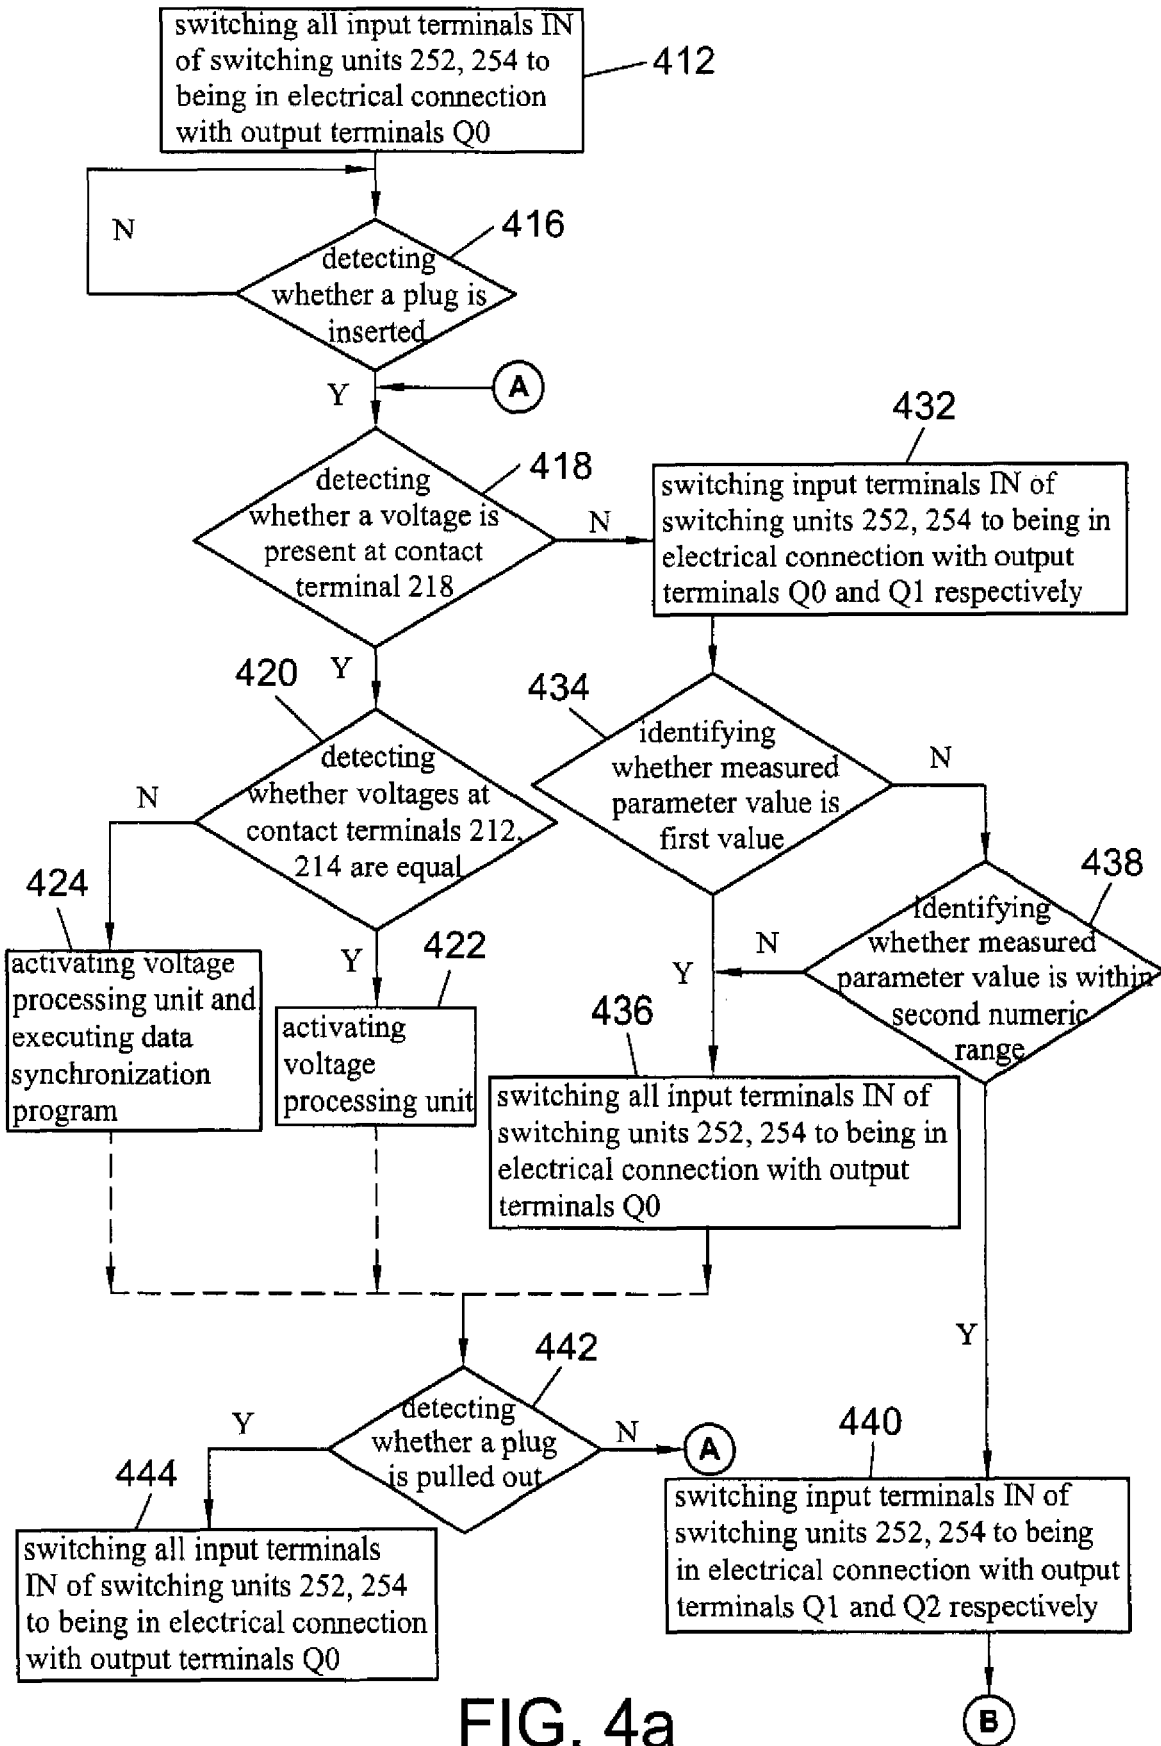 switching all input terminals IN
of switching units 252, 254 to
being in electrical connection
with output terminals Q0
412
N
416
detecting
whether a plug is
inserted
Y
A
432
418
detecting
whether a voltage is
present at contact
terminal 218
N
switching input terminals IN of
switching units 252, 254 to being in
electrical connection with output
terminals Q0 and Q1 respectively
Y
420
434
detecting
whether voltages at
contact terminals 212,
214 are equal
N
identifying
whether measured
parameter value is
first value
N
438
identifying
whether measured
parameter value is within
second numeric
range
N
Y
424
activating voltage
processing unit and
executing data
synchronization
program
Y
422
activating
voltage
processing unit
436
switching all input terminals IN of
switching units 252, 254 to being in
electrical connection with output
terminals Q0
Y
442
detecting
whether a plug
is pulled out
Y
N
A
444
switching all input terminals
IN of switching units 252, 254
to being in electrical connection
with output terminals Q0
440
switching input terminals IN of
switching units 252, 254 to being
in electrical connection with output
terminals Q1 and Q2 respectively
B
FIG. 4a